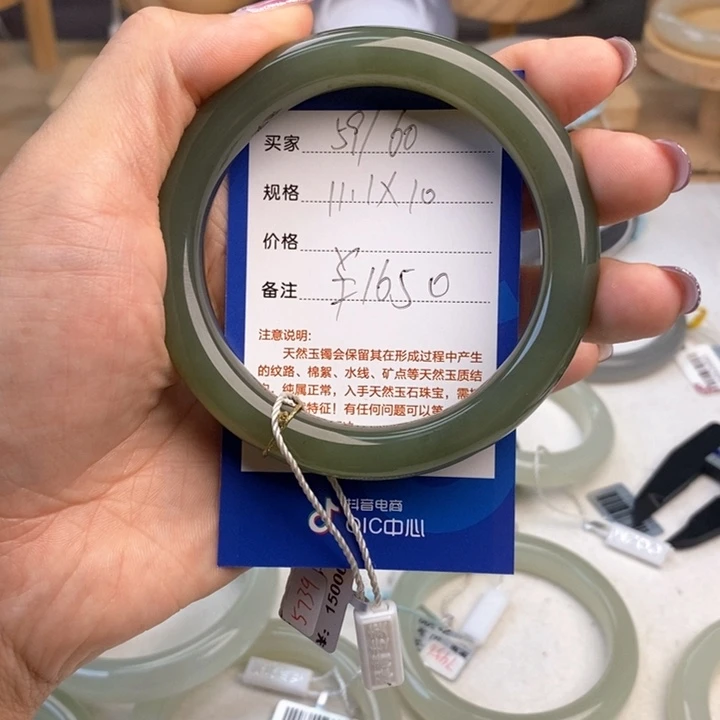 买家 59/60
规格 11.1X10
价格
备注 ¥1650
注意说明:
天然玉镯会保留其在形成过程中产生
的纹路、棉絮、水线、矿点等天然玉质结
纯属正常，入手天然玉石珠宝，需
特征！有任何问题可以
抖音电商
QIC中心
5739
¥: 1500